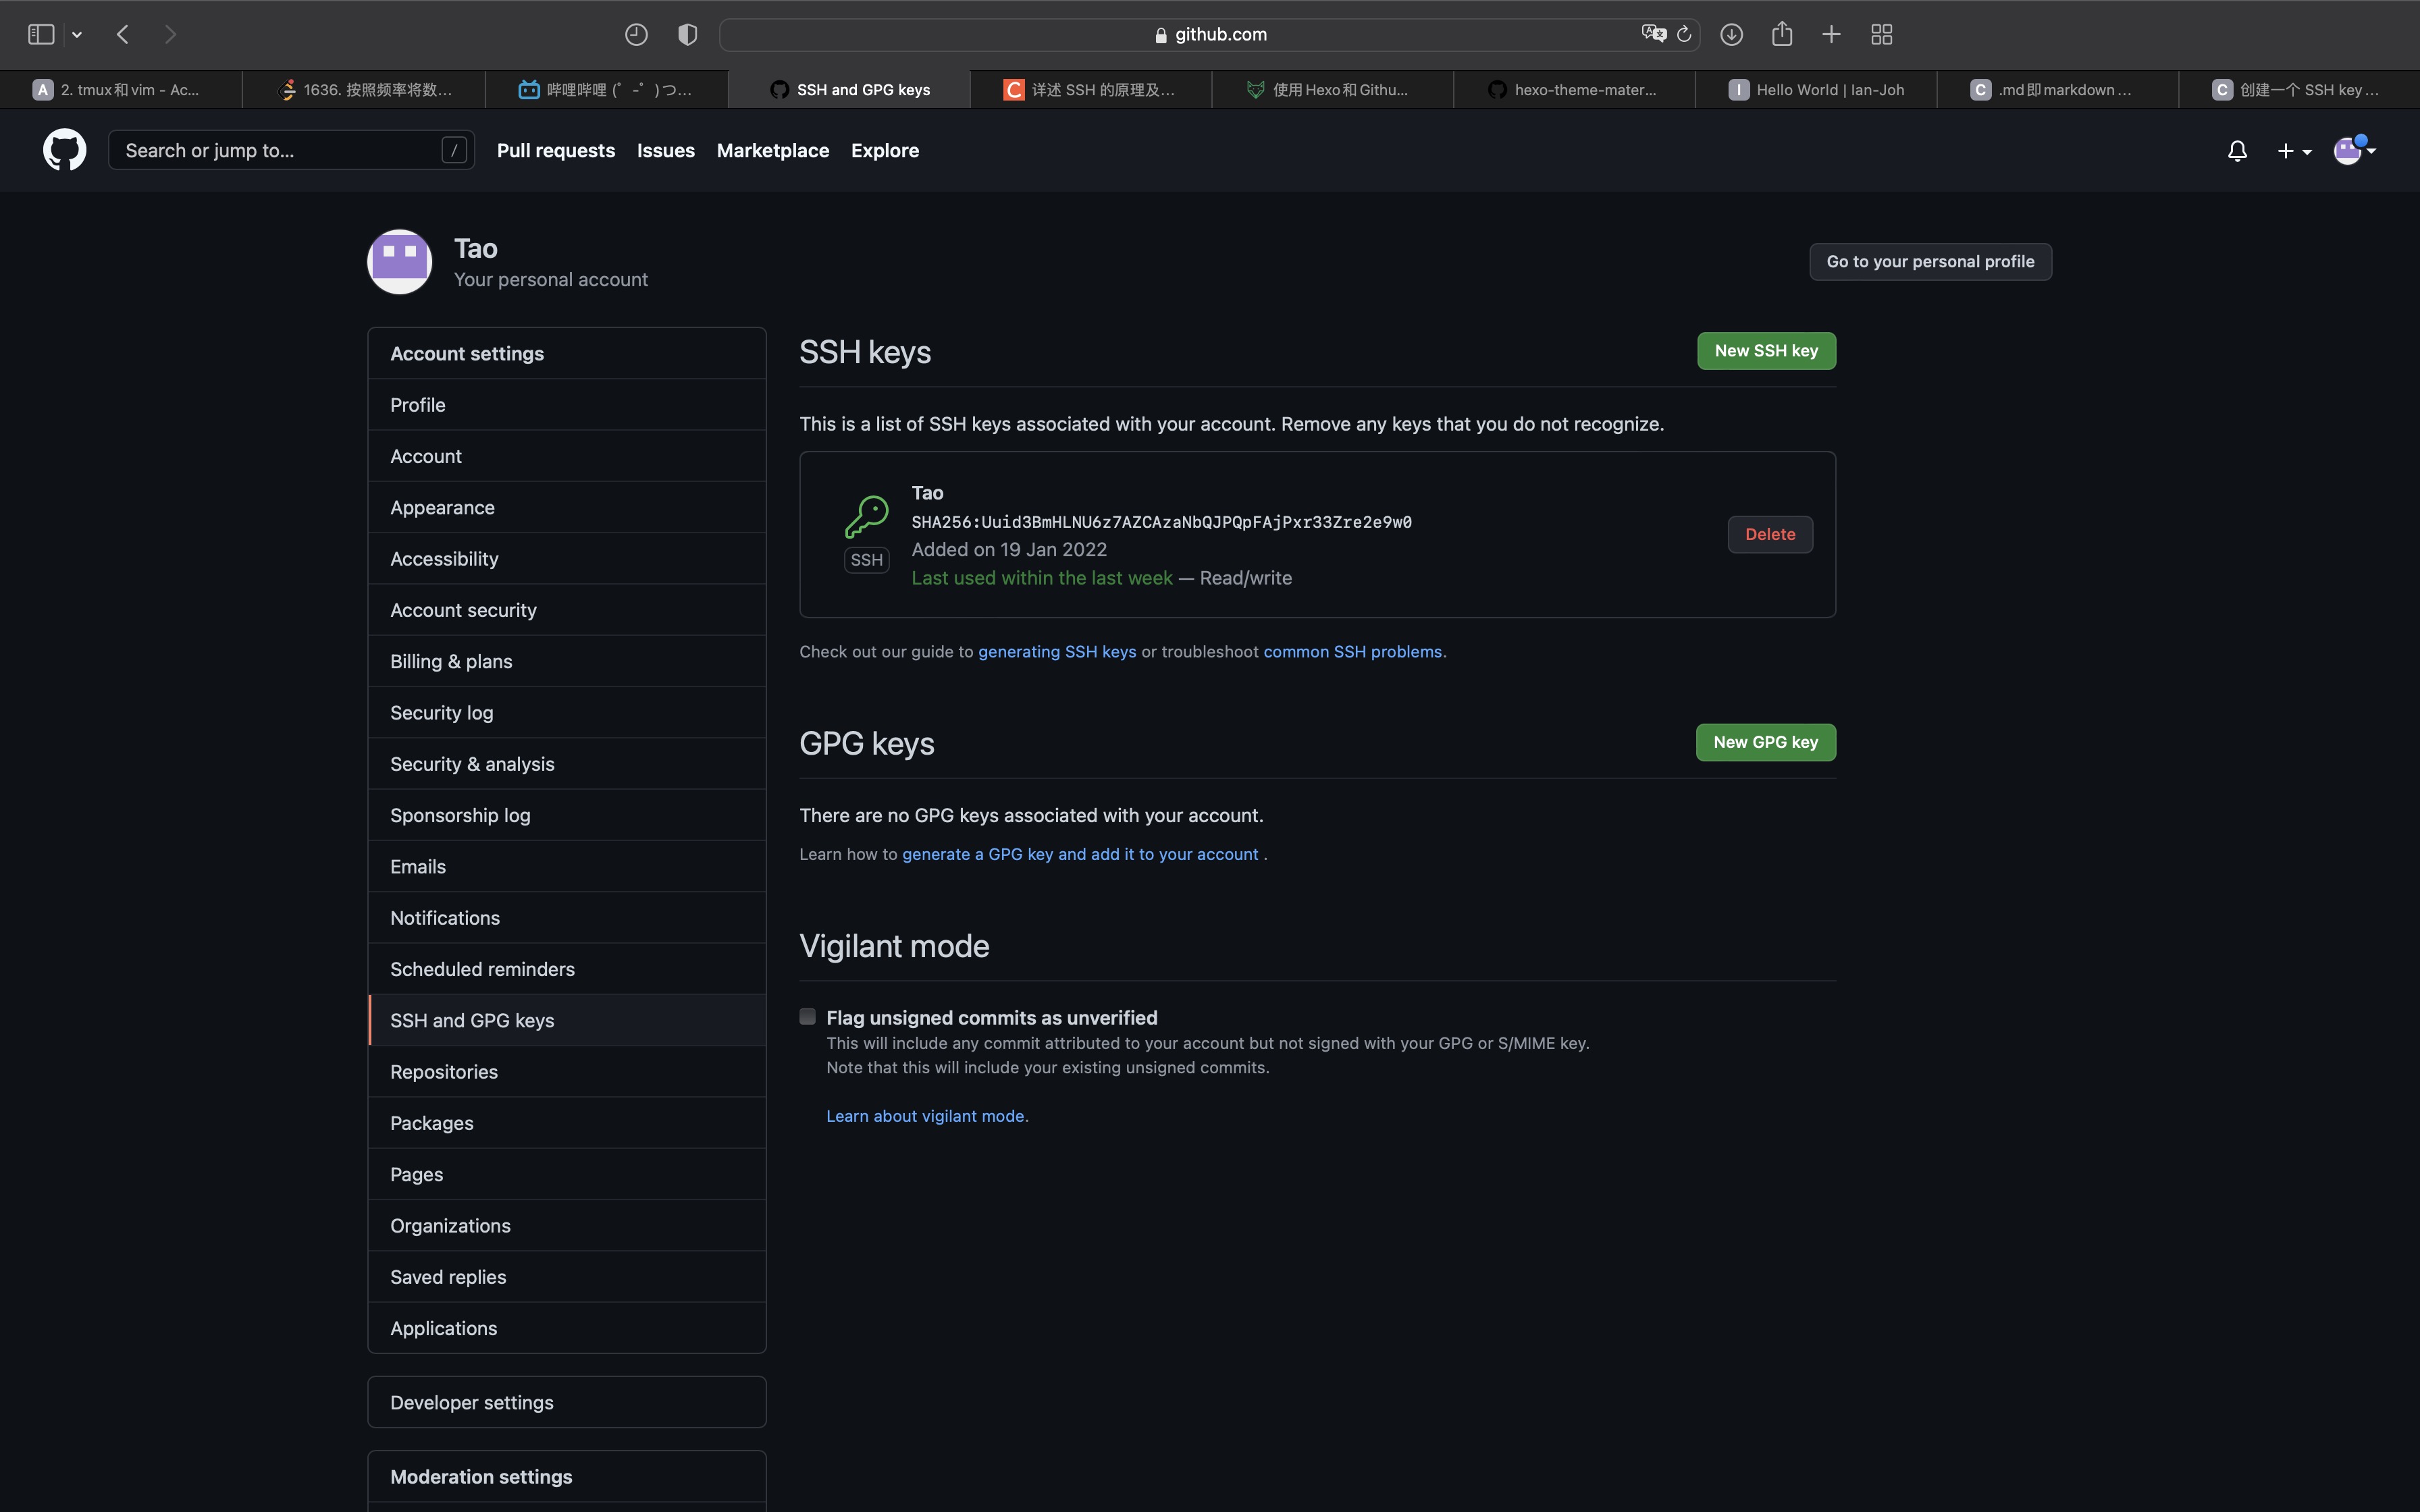 github.com
2. tmux和vim - Ac...
1636. 按照频率将数...
哔哩哔哩 (゜-゜)つ...
SSH and GPG keys
详述 SSH 的原理及...
使用Hexo和Githu...
hexo-theme-mater...
Hello World | Ian-Joh
.md即markdown...
创建一个 SSH key...
Search or jump to...
/
Pull requests
Issues
Marketplace
Explore
Tao
Your personal account
Go to your personal profile
Account settings
Profile
Account
Appearance
Accessibility
Account security
Billing & plans
Security log
Security & analysis
Sponsorship log
Emails
Notifications
Scheduled reminders
SSH and GPG keys
Repositories
Packages
Pages
Organizations
Saved replies
Applications
Developer settings
Moderation settings
SSH keys
New SSH key
This is a list of SSH keys associated with your account. Remove any keys that you do not recognize.
Tao
SHA256:Uuid3BmHLNU6z7AZCAzaNbQJPQpFAjPxr33Zre2e9w0
Added on 19 Jan 2022
Last used within the last week — Read/write
SSH
Delete
Check out our guide to generating SSH keys or troubleshoot common SSH problems.
GPG keys
New GPG key
There are no GPG keys associated with your account.
Learn how to generate a GPG key and add it to your account .
Vigilant mode
Flag unsigned commits as unverified
This will include any commit attributed to your account but not signed with your GPG or S/MIME key.
Note that this will include your existing unsigned commits.
Learn about vigilant mode.